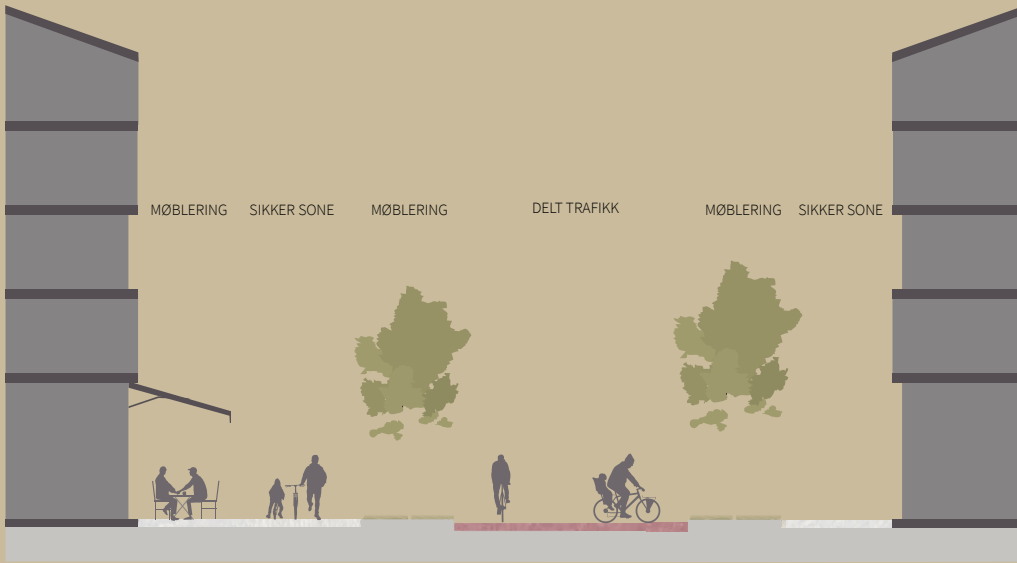 MØBLERING
SIKKER SONE
MØBLERING
DELT TRAFIKK
MØBLERING
SIKKER SONE